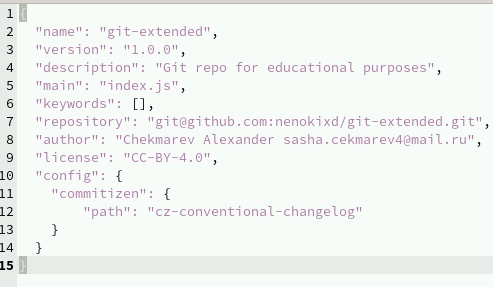 1 {
2 "name": "git-extended",
3 "version": "1.0.0",
4 "description": "Git repo for educational purposes",
5 "main": "index.js",
6 "keywords": [],
7 "repository": "git@github.com:nenokixd/git-extended.git",
8 "author": "Chekmarev Alexander sasha.cekmarev4@mail.ru",
9 "license": "CC-BY-4.0",
10 "config": {
11 "commitizen": {
12 "path": "cz-conventional-changelog"
13 }
14 }
15 }